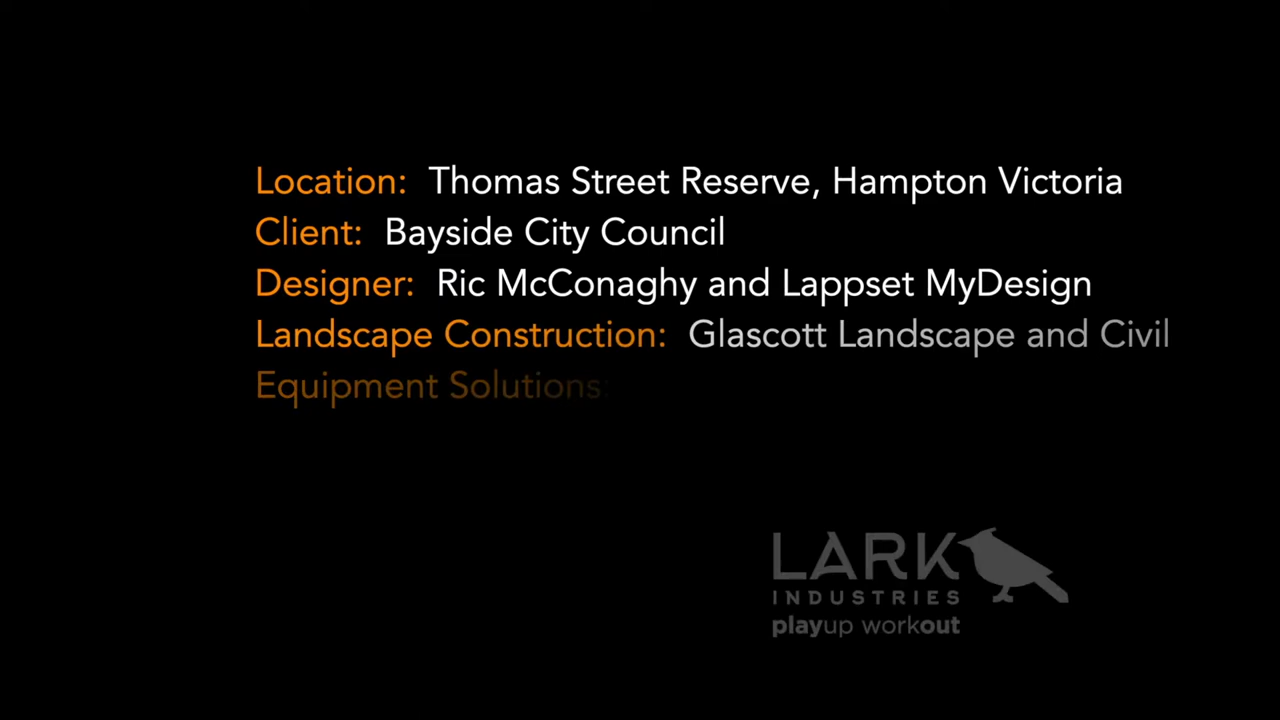 Location: Thomas Street Reserve, Hampton Victoria
Client: Bayside City Council
Designer: Ric McConaghy and Lappset MyDesign
Landscape Construction: Glascott Landscape and Civil
Equipment Solutions:
LARK
INDUSTRIES
playup workout